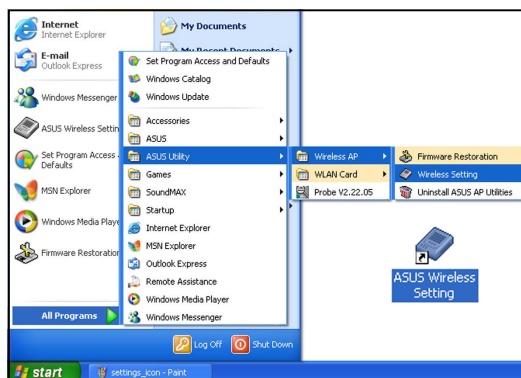 Internet
Internet Explorer
E-mail
Outlook Express
Windows Messenger
ASUS Wireless Settin
Set Program Access
Defaults
MSN Explorer
Windows Media Playe
Firmware Restoration
All Programs
My Documents
My Recent Documents
Set Program Access and Defaults
Windows Catalog
Windows Update
Accessories
ASUS
ASUS Utility
Games
SoundMAX
Startup
Internet Explorer
MSN Explorer
Outlook Express
Remote Assistance
Windows Media Player
Windows Messenger
Wireless AP
WLAN Card
Probe V2.22.05
Firmware Restoration
Wireless Setting
Uninstall ASUS AP Utilities
ASUS Wireless
Setting
Log Off
Shut Down
start
settings_icon - Paint